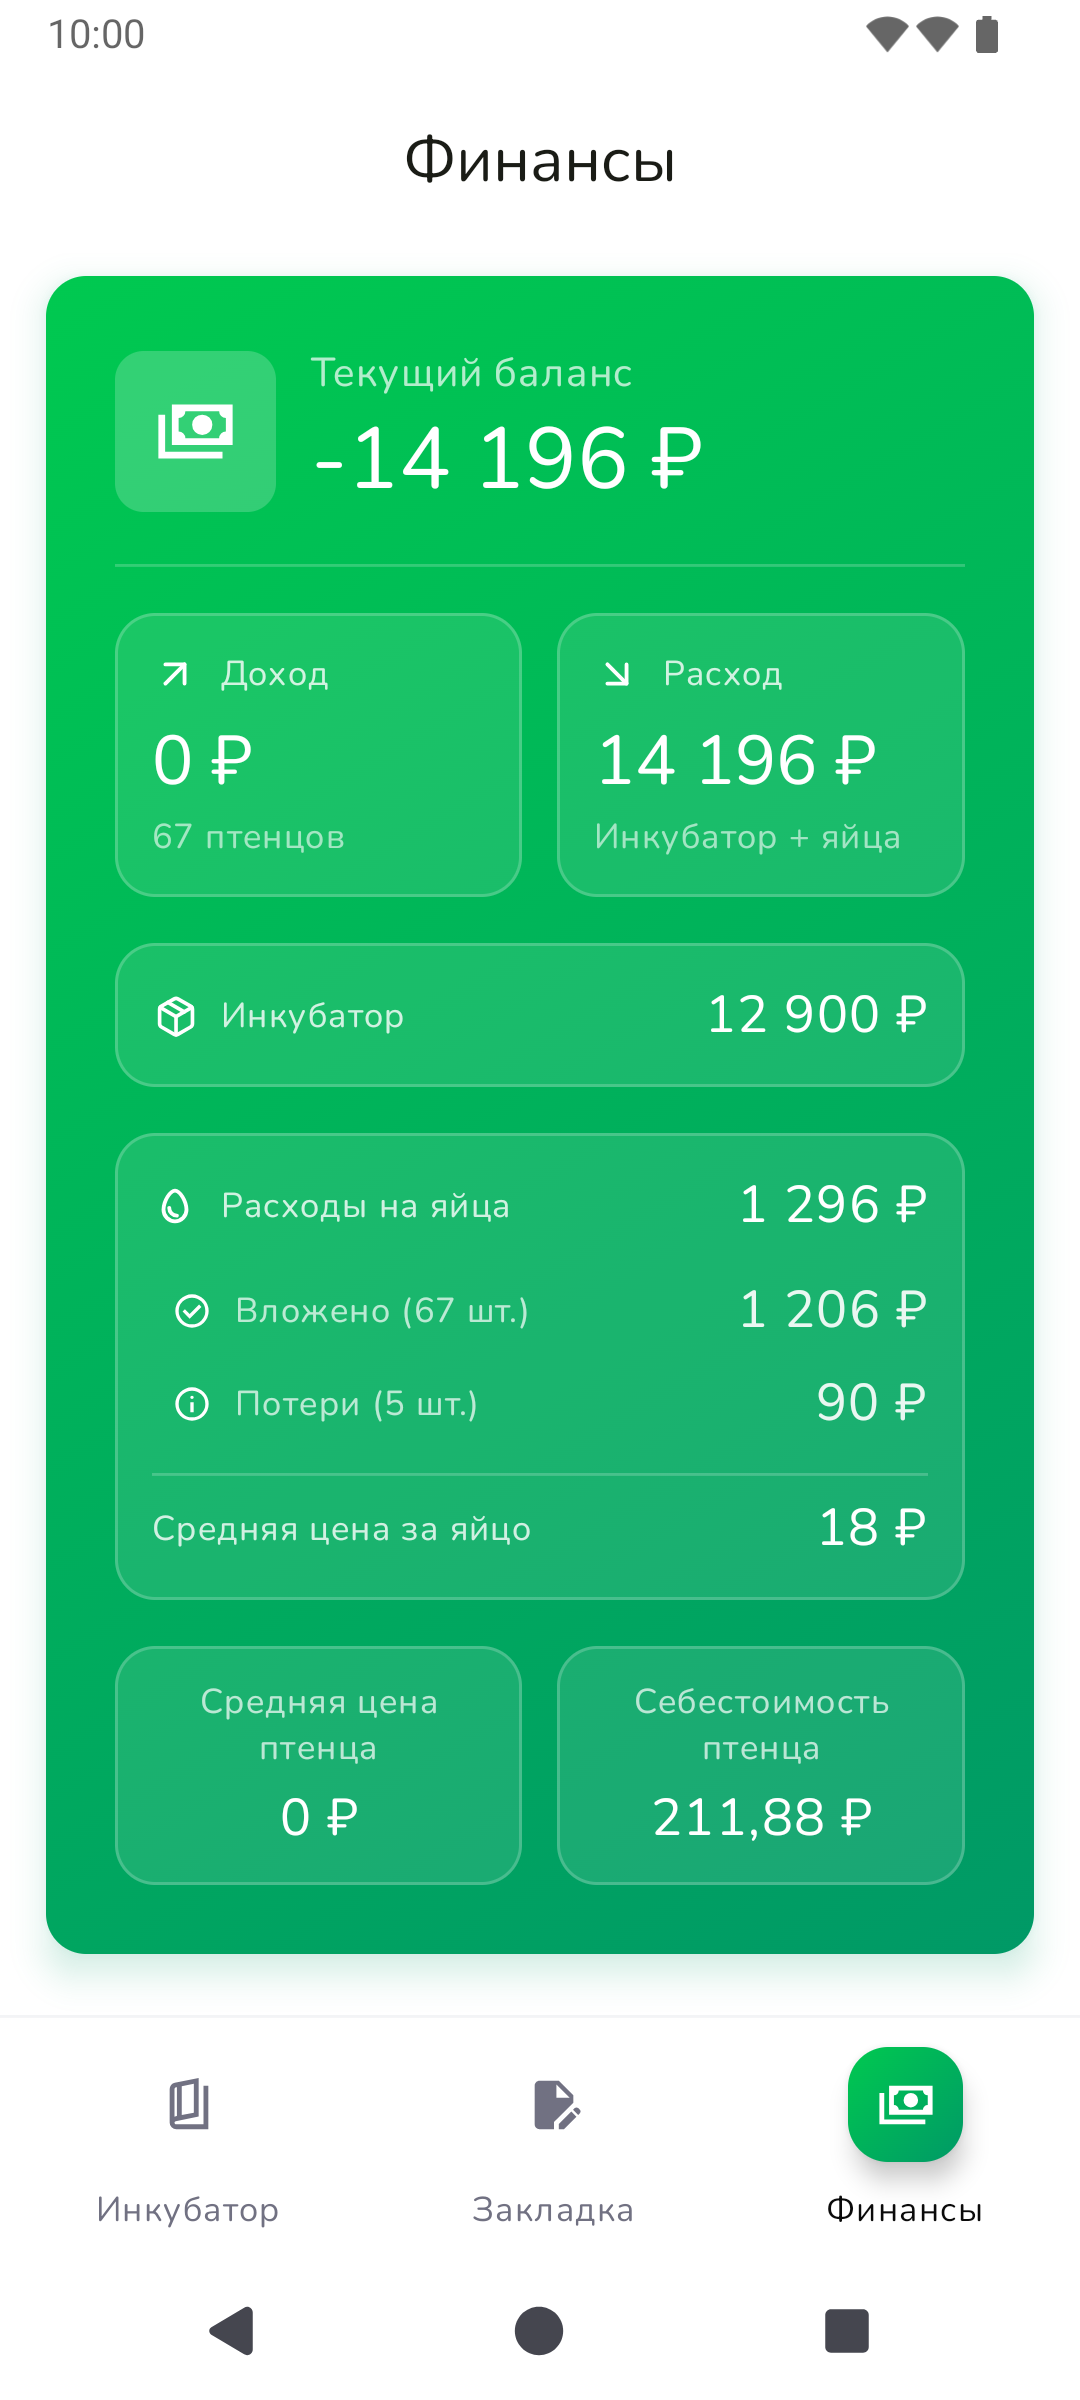 10:00
Финансы
Текущий баланс
-14 196 ₽
Доход
0 ₽
67 птенцов
Расход
14 196 ₽
Инкубатор + яйца
Инкубатор
12 900 ₽
Расходы на яйца
1 296 ₽
Вложено (67 шт.)
1 206 ₽
Потери (5 шт.)
90 ₽
Средняя цена за яйцо
18 ₽
Средняя цена
птенца
0 ₽
Себестоимость
птенца
211,88 ₽
Инкубатор
Закладка
Финансы